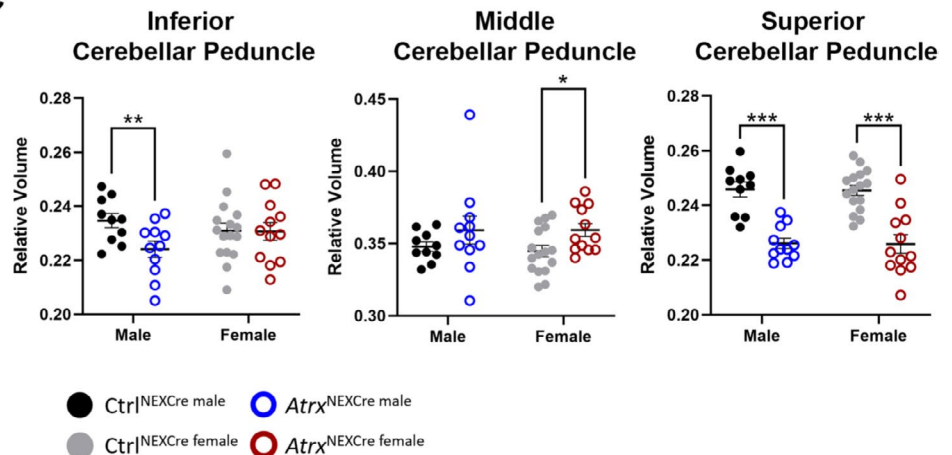 Inferior
Cerebellar Peduncle
Relative Volume
0.28
0.26
0.24
0.22
0.20
**
Male
Female
Middle
Cerebellar Peduncle
Relative Volume
0.45
0.40
0.35
0.30
*
Male
Female
Superior
Cerebellar Peduncle
Relative Volume
0.28
0.26
0.24
0.22
0.20
***
***
Male
Female
Ctrl^NEXCre male
Atrx^NEXCre male
Ctrl^NEXCre female
Atrx^NEXCre female